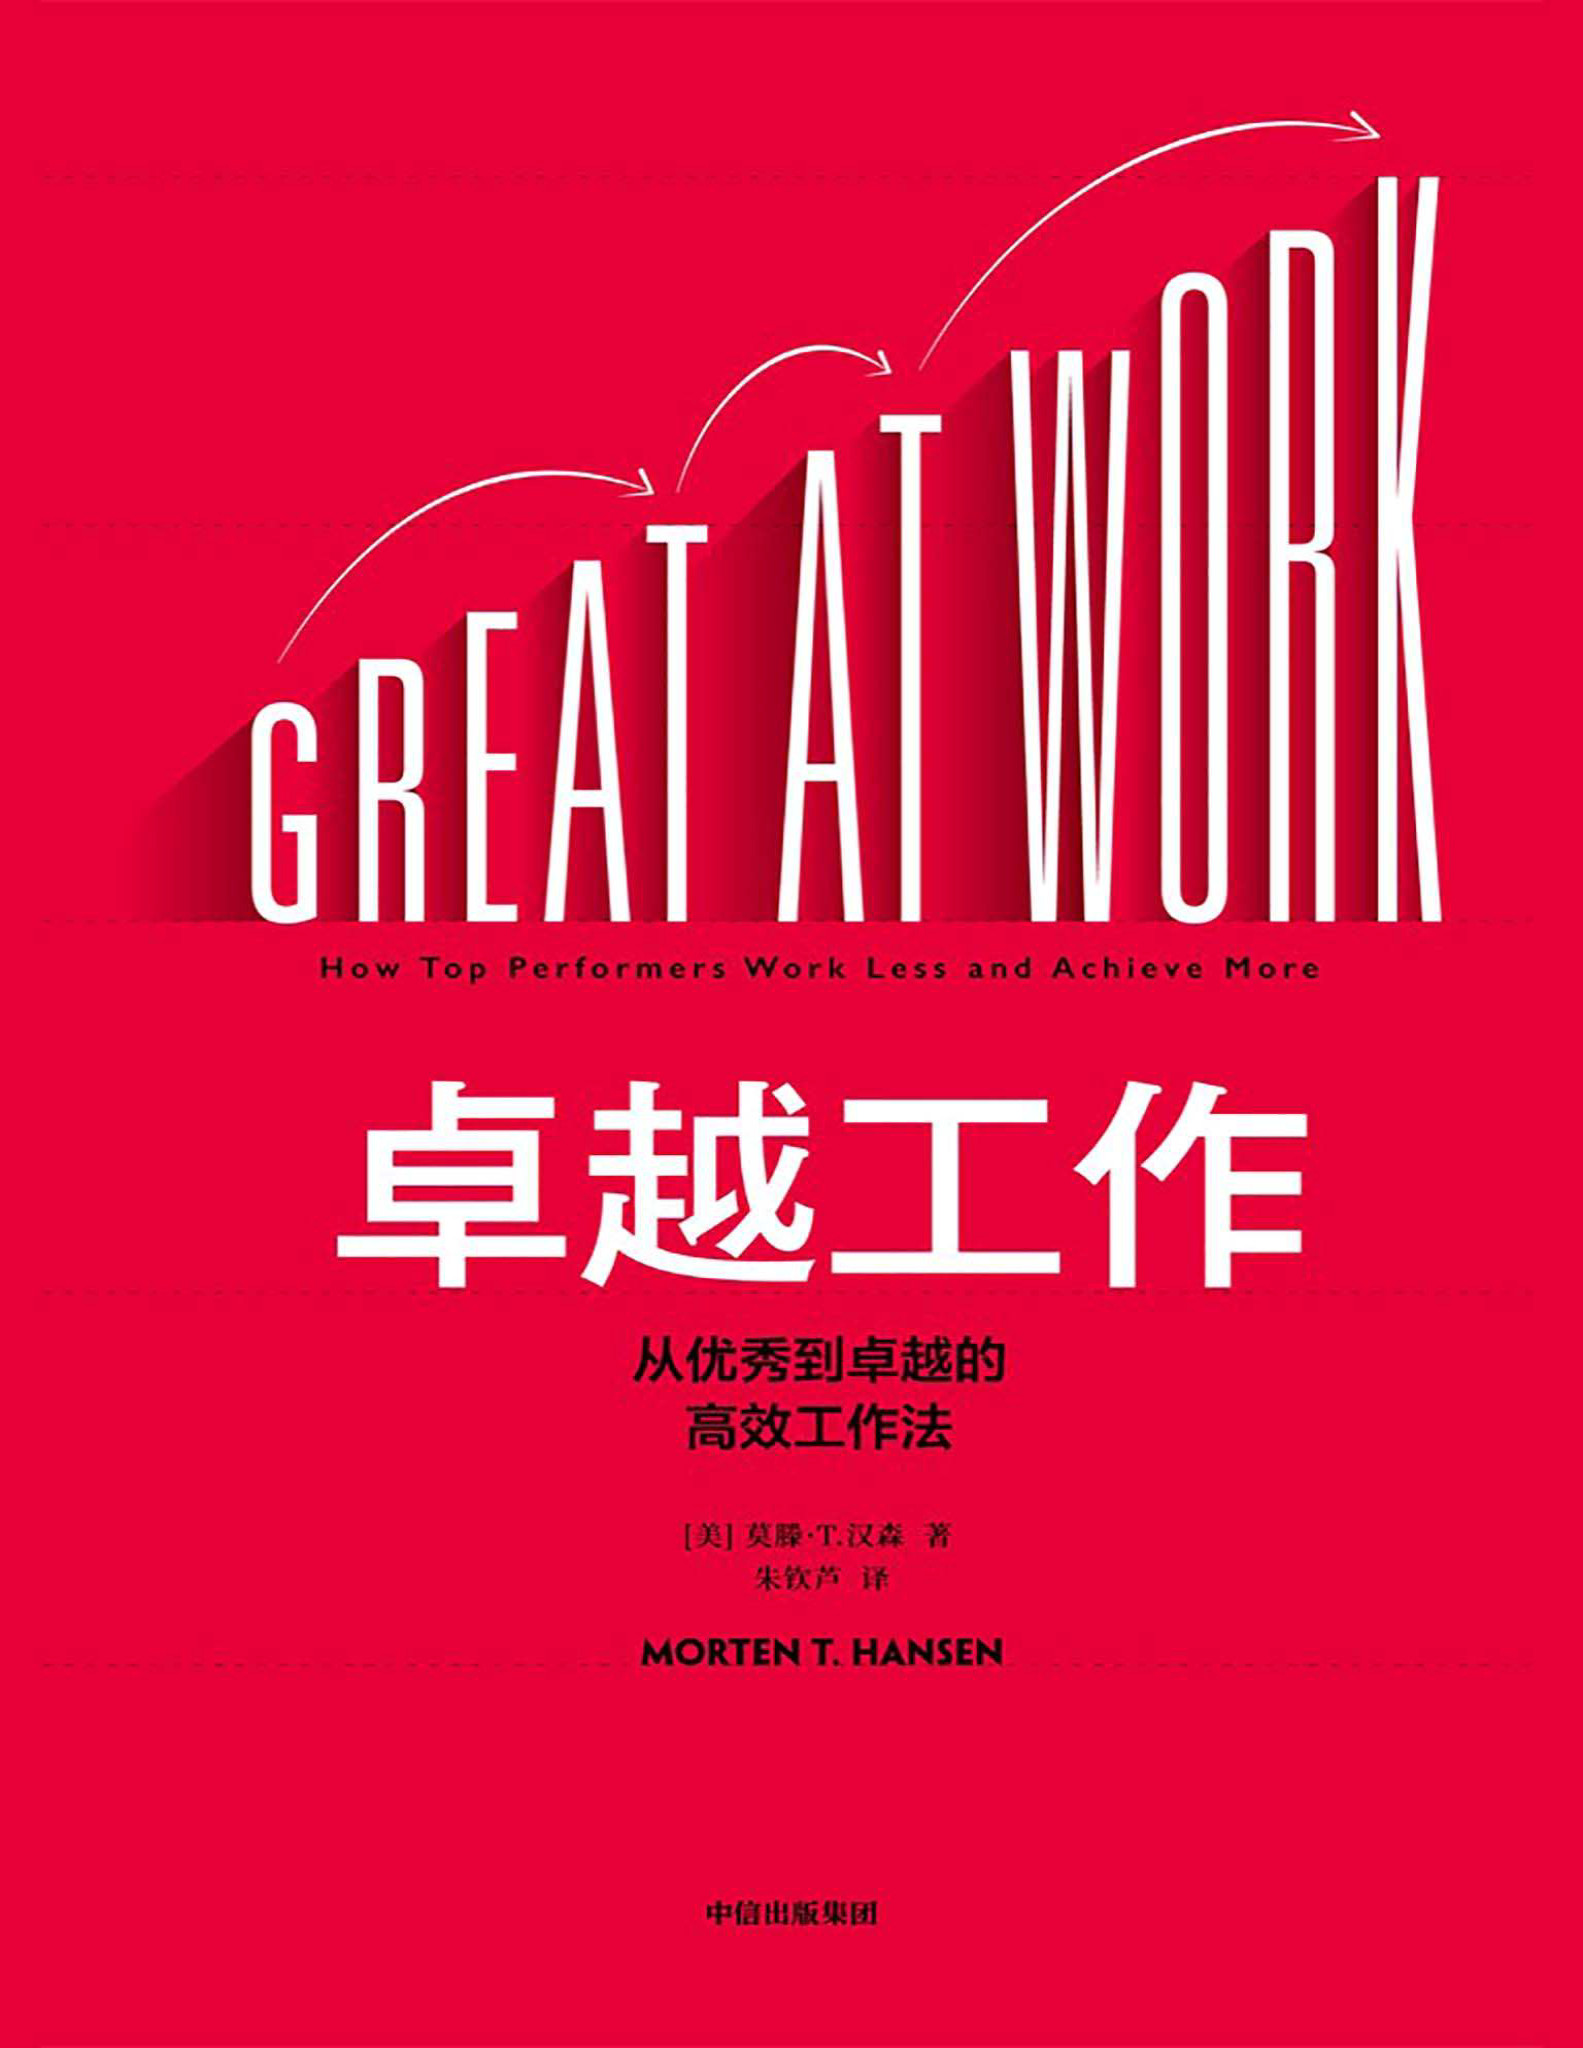 GREAT AT WORK
How Top Performers Work Less and Achieve More
卓越工作
从优秀到卓越的
高效工作法
[美] 莫滕·T.汉森 著
朱钦芦 译
MORTEN T. HANSEN
中信出版集团